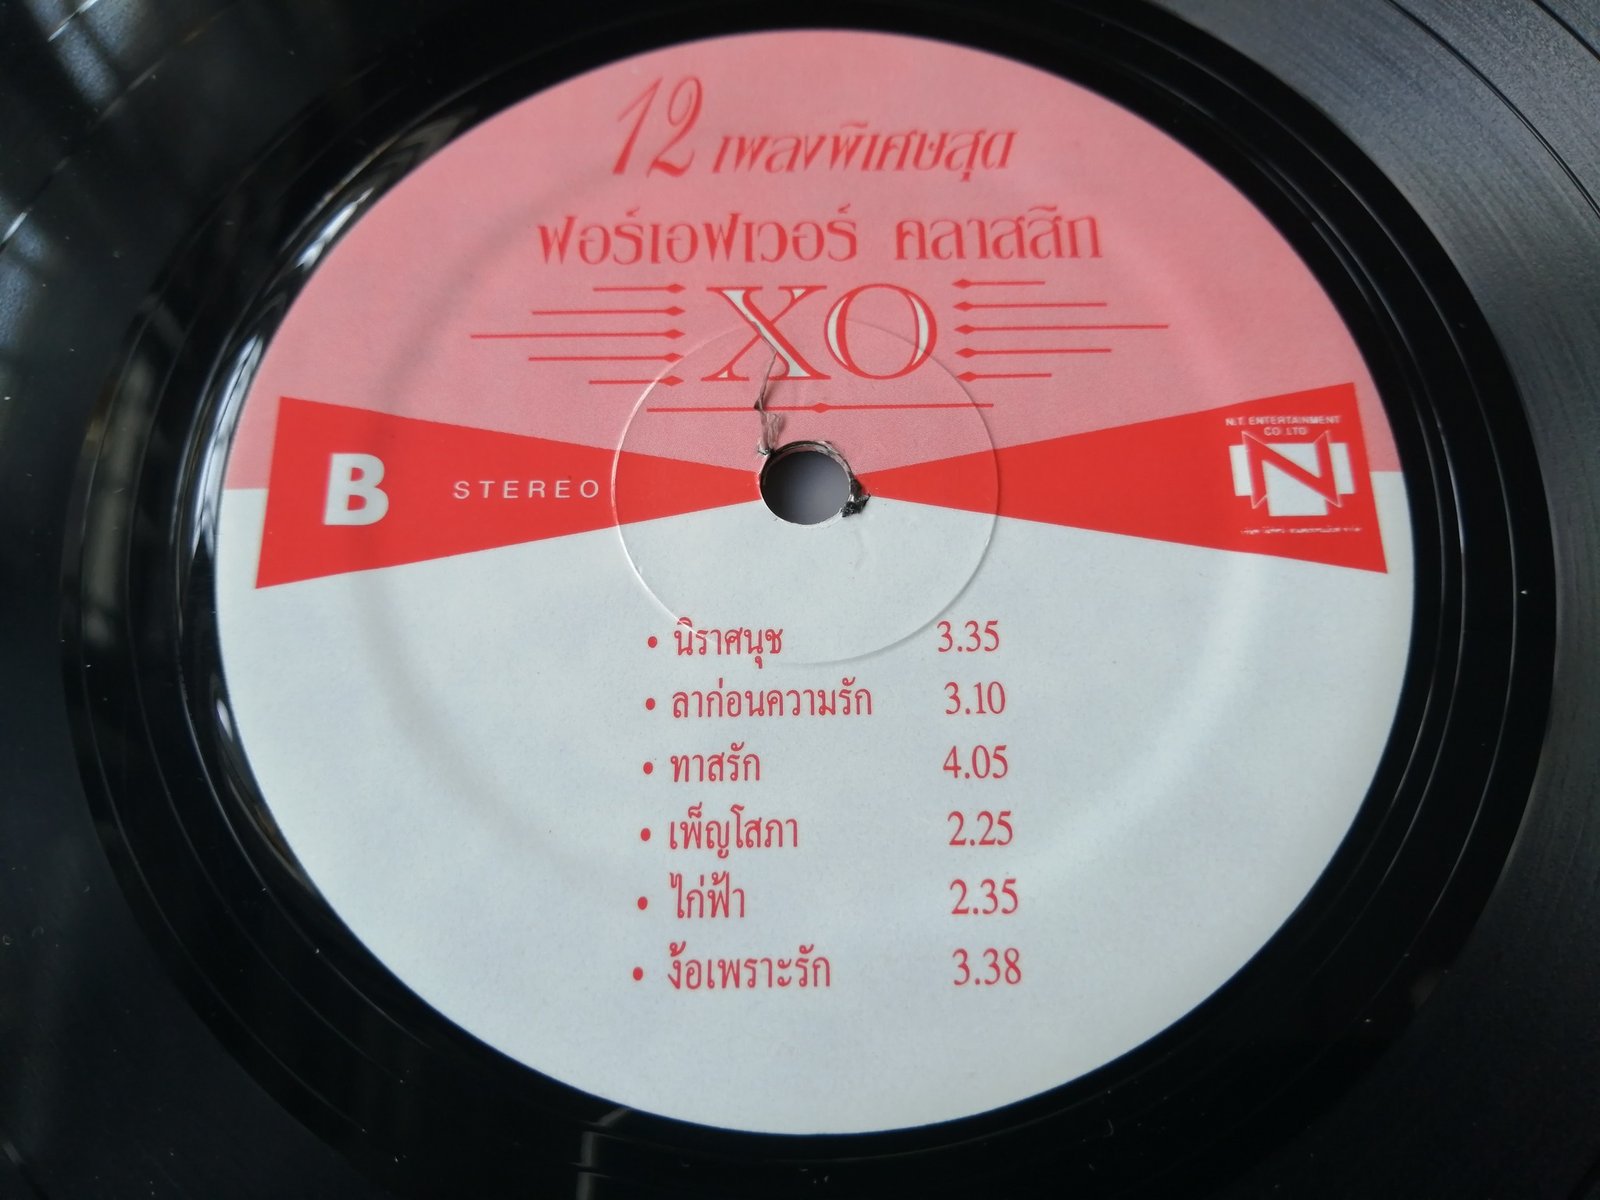 12 เพลงพิเศษสุด
ฟอร์เอฟเวอร์ คลาสสิก
XO
B STEREO
N.T. ENTERTAINMENT
CO LTD
N
• นิราศนุช 3.35
• ลาก่อนความรัก 3.10
• ทาสรัก 4.05
• เพ็ญโสภา 2.25
• ไก่ฟ้า 2.35
• ง้อเพราะรัก 3.38